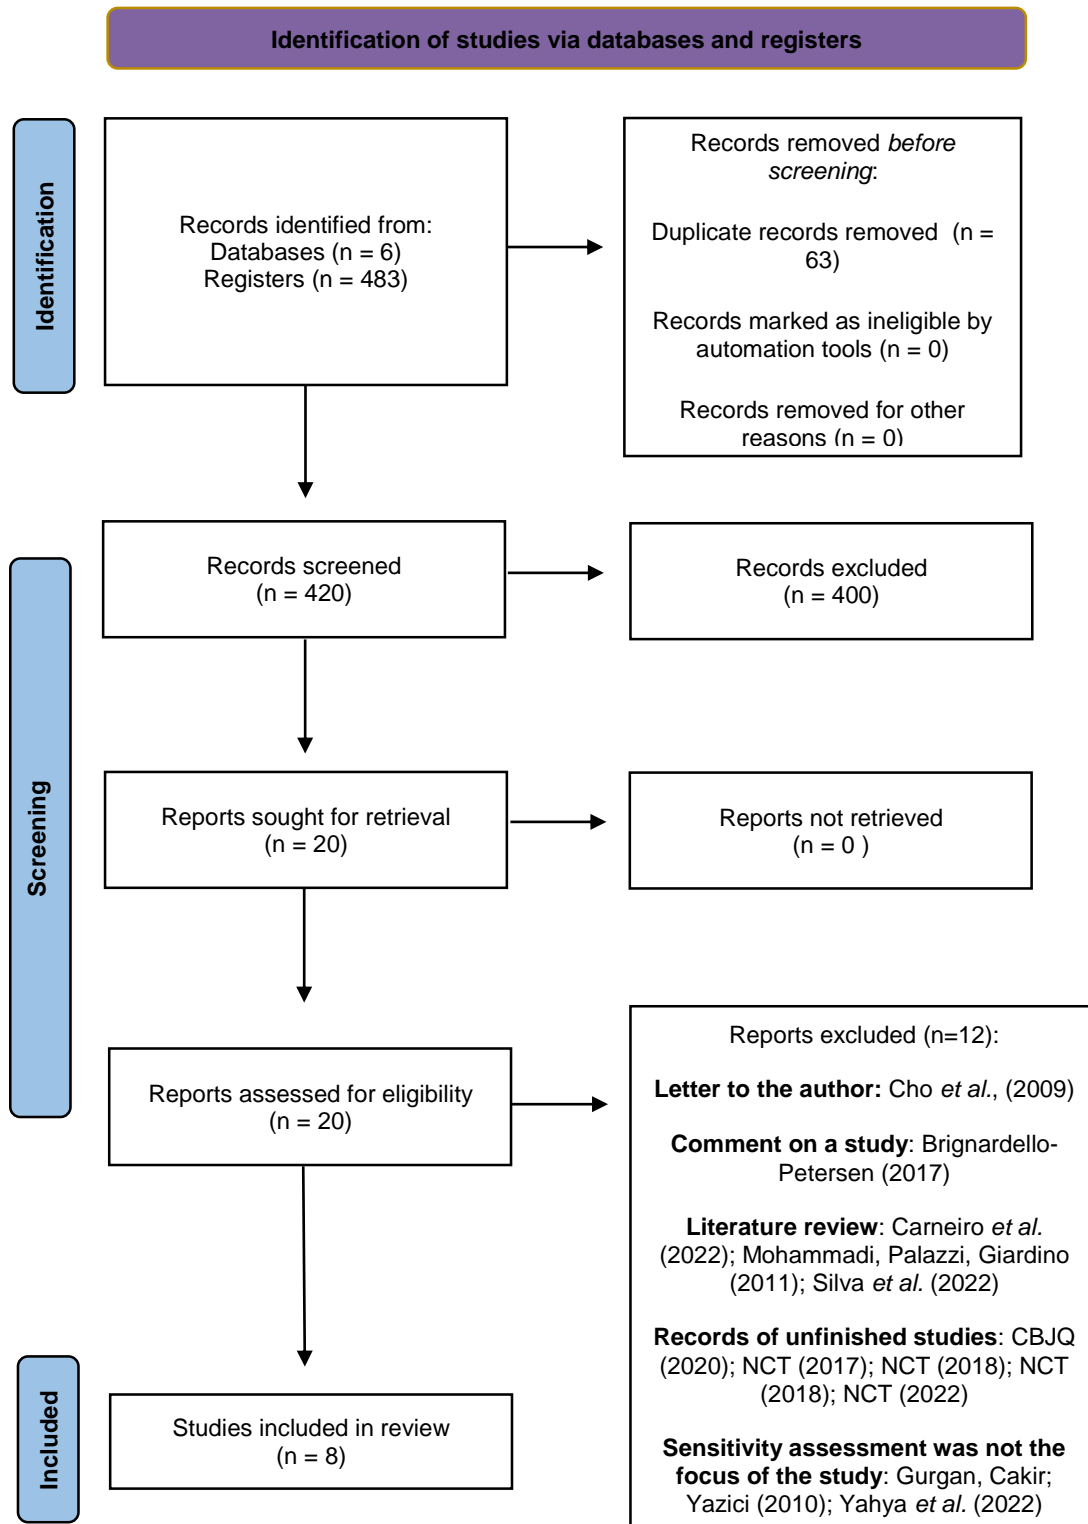 Identification of studies via databases and registers
Identification
Records identified from:
Databases (n = 6)
Registers (n = 483)
Records removed before
screening:
Duplicate records removed  (n =
63)
Records marked as ineligible by
automation tools (n = 0)
Records removed for other
reasons (n = 0)
Screening
Records screened
(n = 420)
Records excluded
(n = 400)
Reports sought for retrieval
(n = 20)
Reports not retrieved
(n = 0 )
Reports assessed for eligibility
(n = 20)
Reports excluded (n=12):
Letter to the author: Cho et al., (2009)
Comment on a study: Brignardello-
Petersen (2017)
Literature review: Carneiro et al.
(2022); Mohammadi, Palazzi, Giardino
(2011); Silva et al. (2022)
Records of unfinished studies: CBJQ
(2020); NCT (2017); NCT (2018); NCT
(2018); NCT (2022)
Sensitivity assessment was not the
focus of the study: Gurgan, Cakir;
Yazici (2010); Yahya et al. (2022)
Included
Studies included in review
(n = 8)